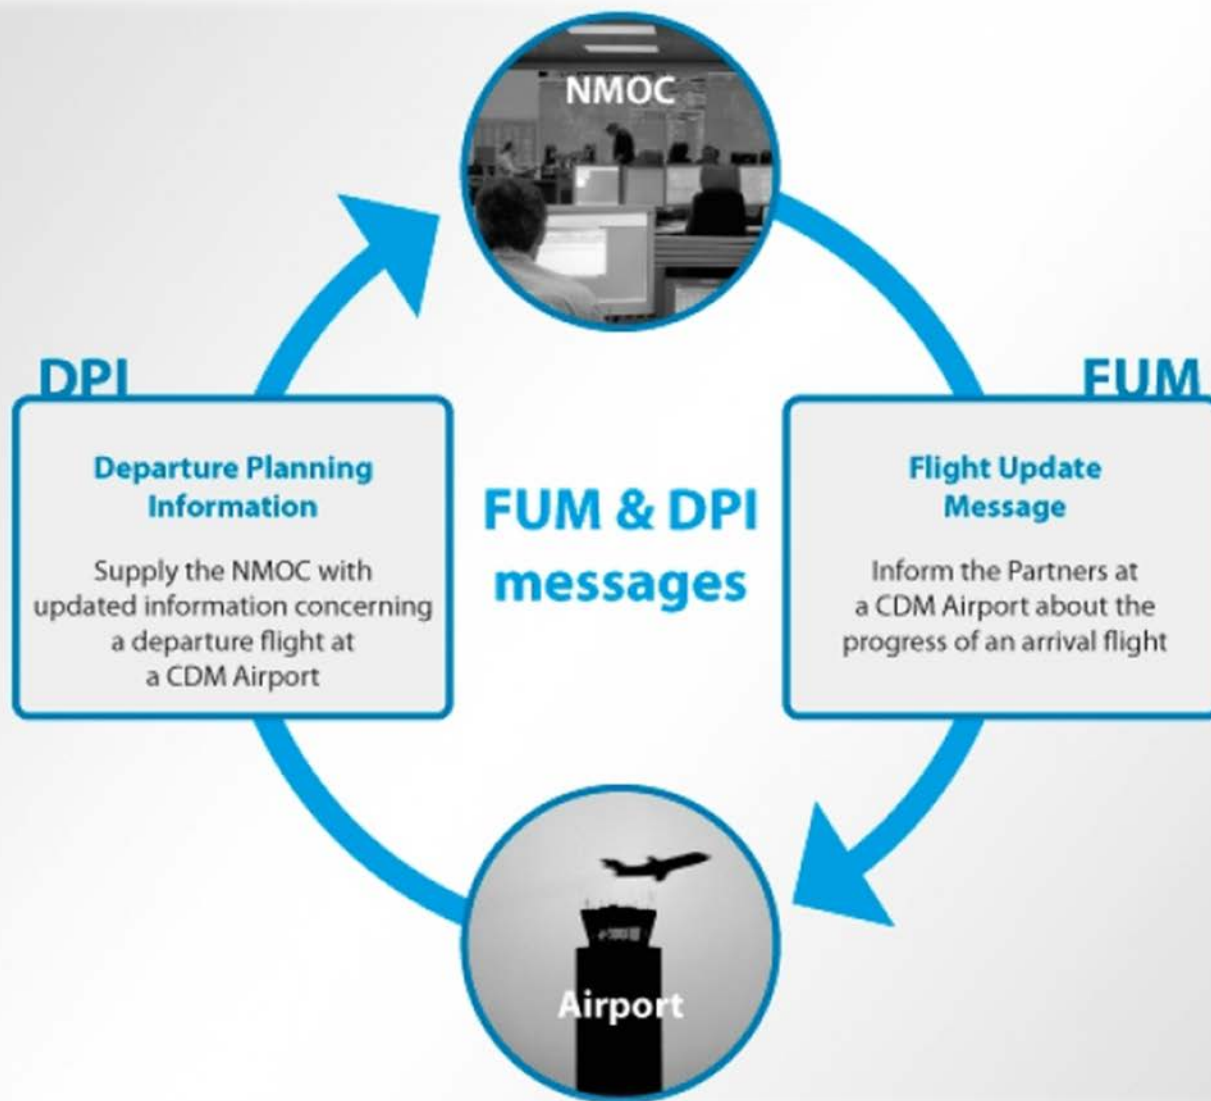 NMOC
DPI
FUM
Departure Planning
Information
Supply the NMOC with
updated information concerning
a departure flight at
a CDM Airport
FUM & DPI
messages
Flight Update
Message
Inform the Partners at
a CDM Airport about the
progress of an arrival flight
Airport